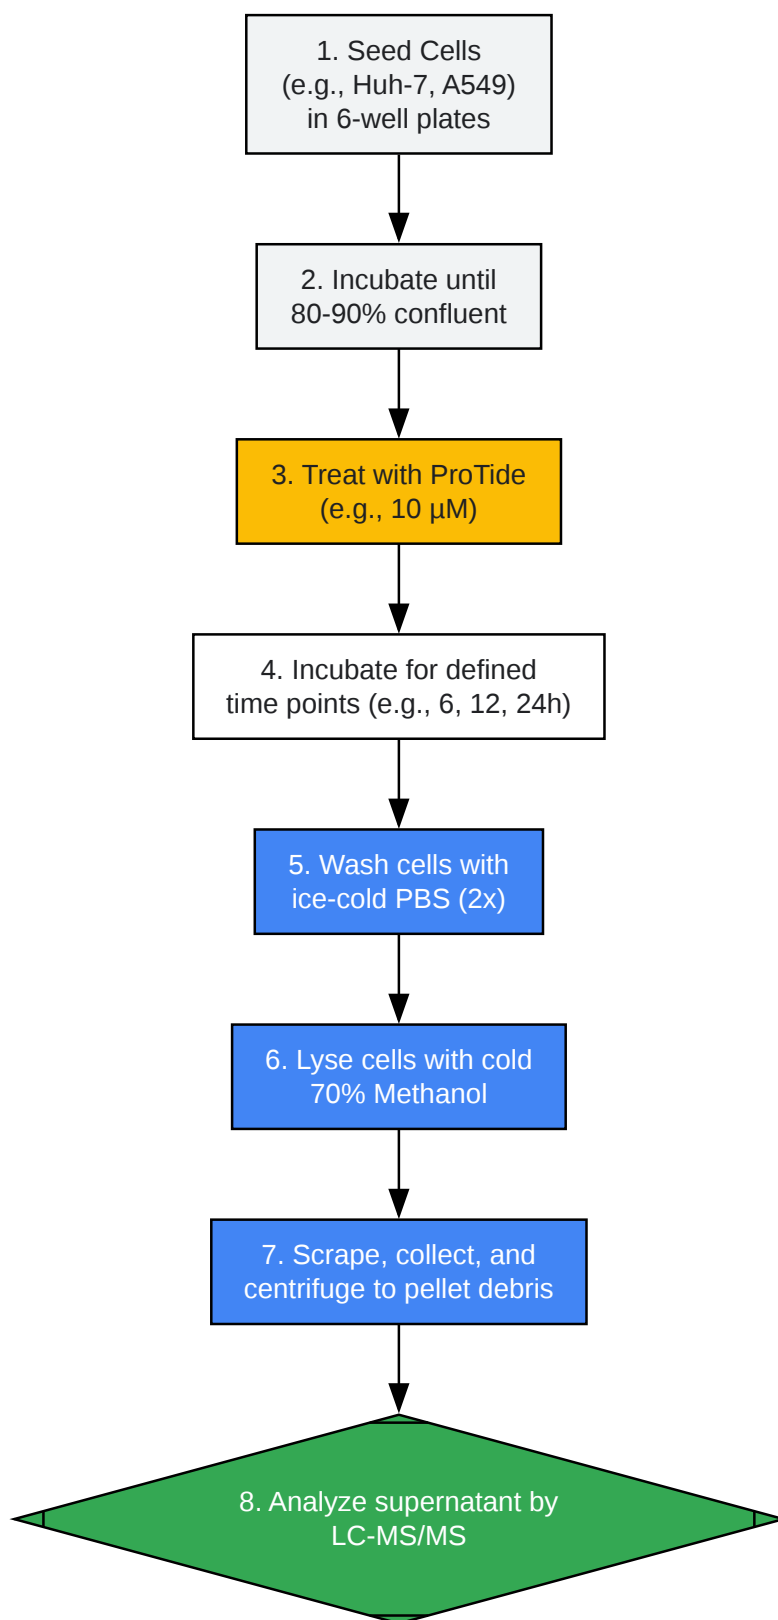 1. Seed Cells
(e.g., Huh-7, A549)
in 6-well plates
2. Incubate until
80-90% confluent
3. Treat with ProTide
(e.g., 10 µM)
4. Incubate for defined
time points (e.g., 6, 12, 24h)
5. Wash cells with
ice-cold PBS (2x)
6. Lyse cells with cold
70% Methanol
7. Scrape, collect, and
centrifuge to pellet debris
8. Analyze supernatant by
LC-MS/MS